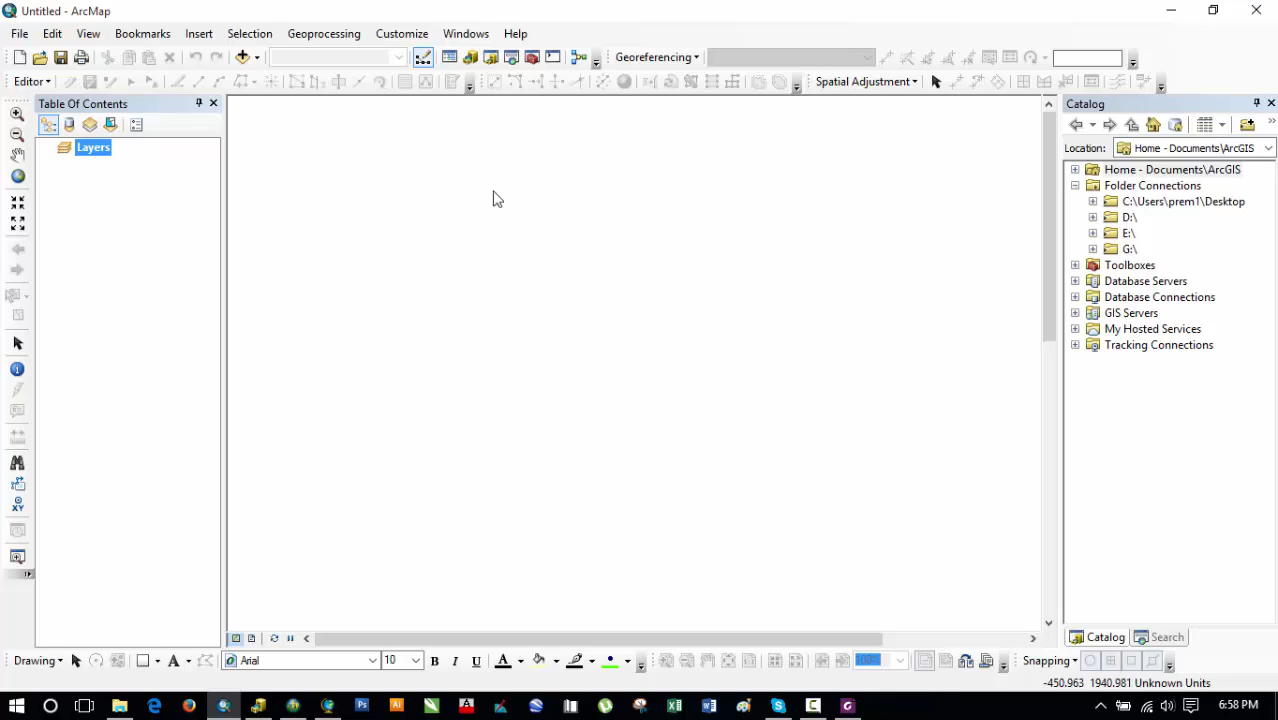 Untitled - ArcMap
File Edit View Bookmarks Insert Selection Geoprocessing Customize Windows Help
Georeferencing
Editor
Spatial Adjustment
Table Of Contents
Layers
Catalog
Location: Home - Documents\ArcGIS
Home - Documents\ArcGIS
Folder Connections
C:\Users\prem1\Desktop
D:\
E:\
G:\
Toolboxes
Database Servers
Database Connections
GIS Servers
My Hosted Services
Tracking Connections
Catalog Search
Drawing Arial 10 B I U A 100% Snapping
-450.963 1940.981 Unknown Units
6:58 PM